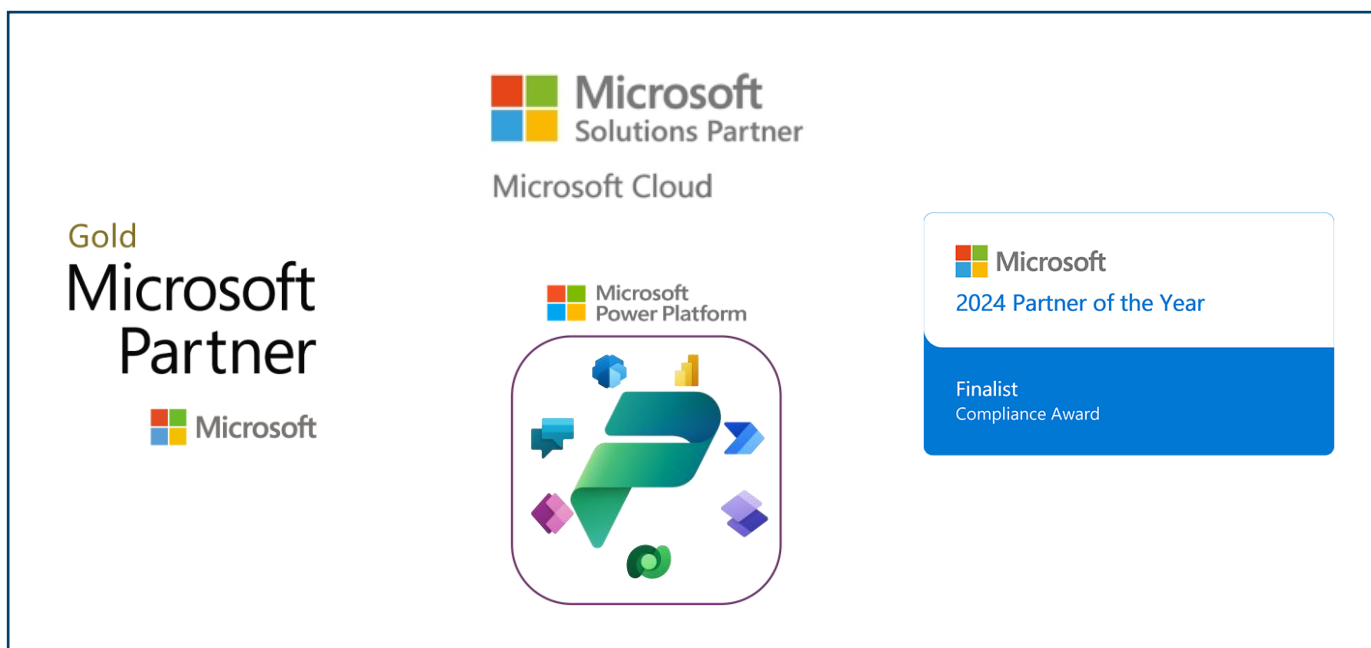 Microsoft
Solutions Partner
Microsoft Cloud
Gold
Microsoft
Partner
Microsoft
Microsoft
Power Platform
Microsoft
2024 Partner of the Year
Finalist
Compliance Award